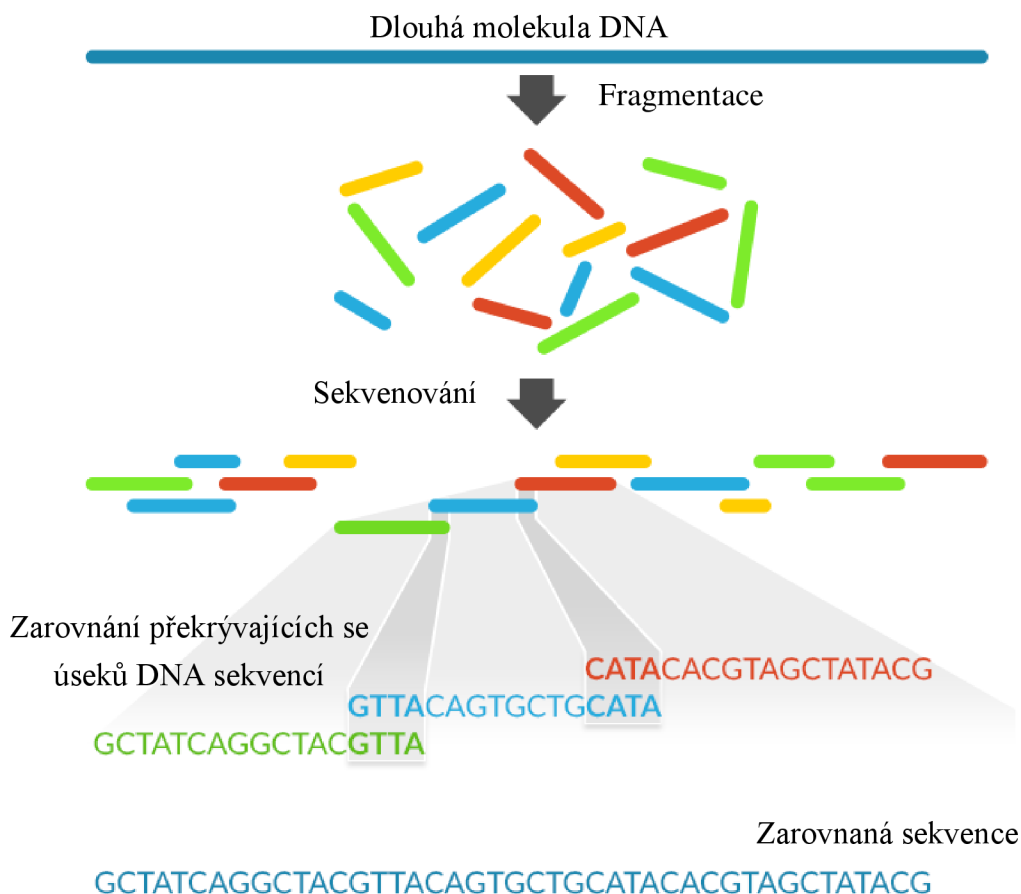 Dlouhá molekula DNA
Fragmentace
Sekvenování
Zarovnání překrývajících se
úseků DNA sekvencí
CATACACGTAGCTATACG
GTTACAGTGCTGCATA
GCTATCAGGCTACGTTA
Zarovnaná sekvence
GCTATCAGGCTACGTTACAGTGCTGCATACACGTAGCTATACG